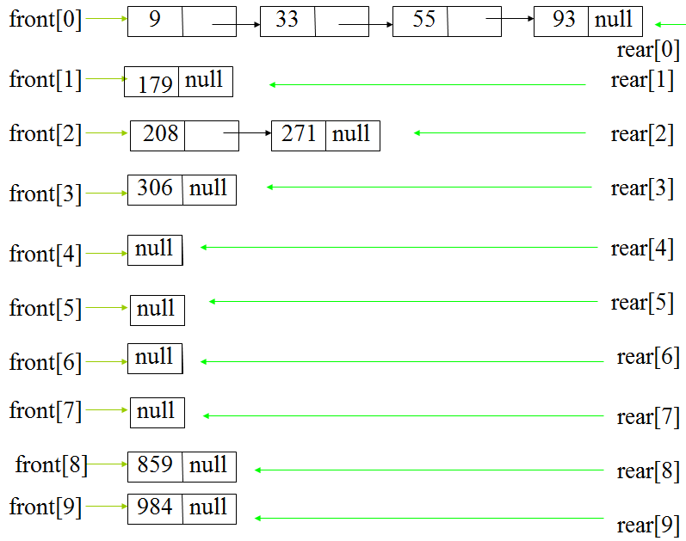 front[0] 9 33 55 93 null
rear[0]
front[1] 179 null rear[1]
front[2] 208 271 null rear[2]
front[3] 306 null rear[3]
front[4] null rear[4]
front[5] null rear[5]
front[6] null rear[6]
front[7] null rear[7]
front[8] 859 null rear[8]
front[9] 984 null rear[9]